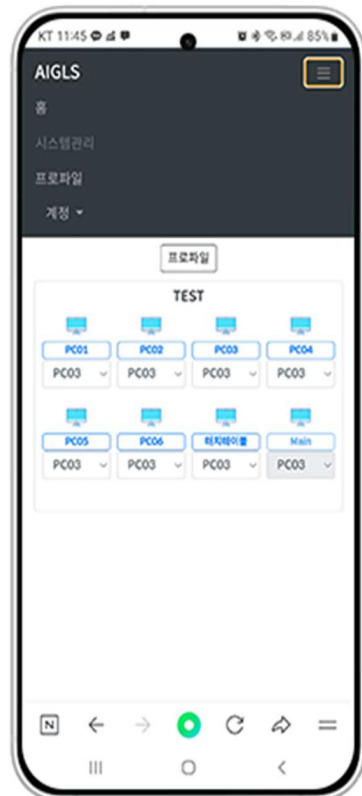 KT 11:45 85%
AIGLS
홈
시스템관리
프로파일
계정
프로파일
TEST
PC01 PC02 PC03 PC04
PC03 PC03 PC03 PC03
PC05 PC06 터치테이블 Main
PC03 PC03 PC03 PC03
N